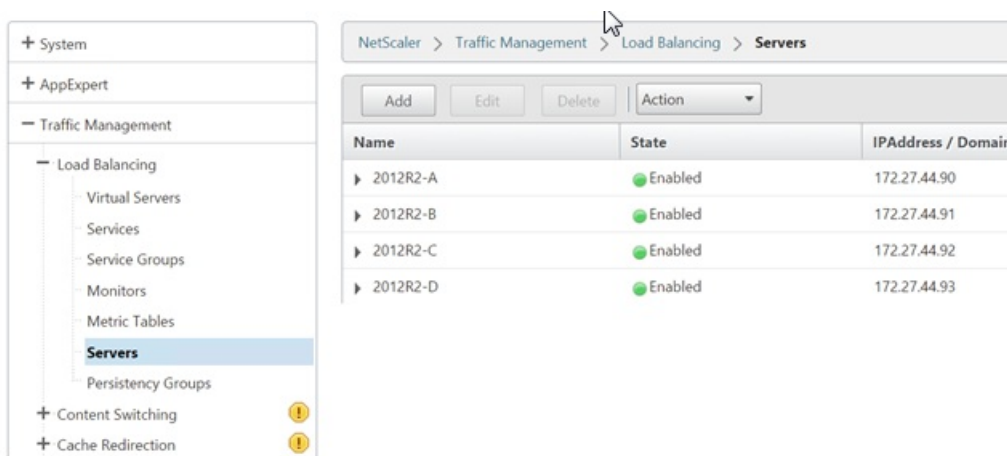 + System
+ AppExpert
− Traffic Management
− Load Balancing
Virtual Servers
Services
Service Groups
Monitors
Metric Tables
Servers
Persistency Groups
+ Content Switching !
+ Cache Redirection !
NetScaler > Traffic Management > Load Balancing > Servers
Add Edit Delete Action
Name State IPAddress / Domain
2012R2-A Enabled 172.27.44.90
2012R2-B Enabled 172.27.44.91
2012R2-C Enabled 172.27.44.92
2012R2-D Enabled 172.27.44.93